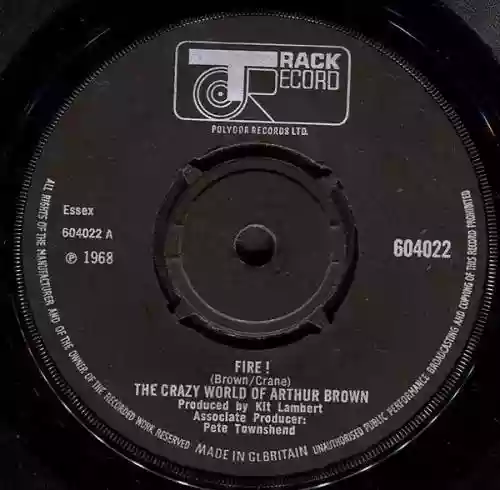 TRACK
RECORD
POLYDOR RECORDS LTD.
Essex
604022 A
℗ 1968
604022
FIRE !
(Brown/Crane)
THE CRAZY WORLD OF ARTHUR BROWN
Produced by Kit Lambert
Associate Producer:
Pete Townshend
MADE IN GT.BRITAIN
ALL RIGHTS OF THE MANUFACTURER AND OF THE OWNER OF THE RECORDED WORK RESERVED
UNAUTHORISED PUBLIC PERFORMANCE BROADCASTING AND COPYING OF THIS RECORD PROHIBITED